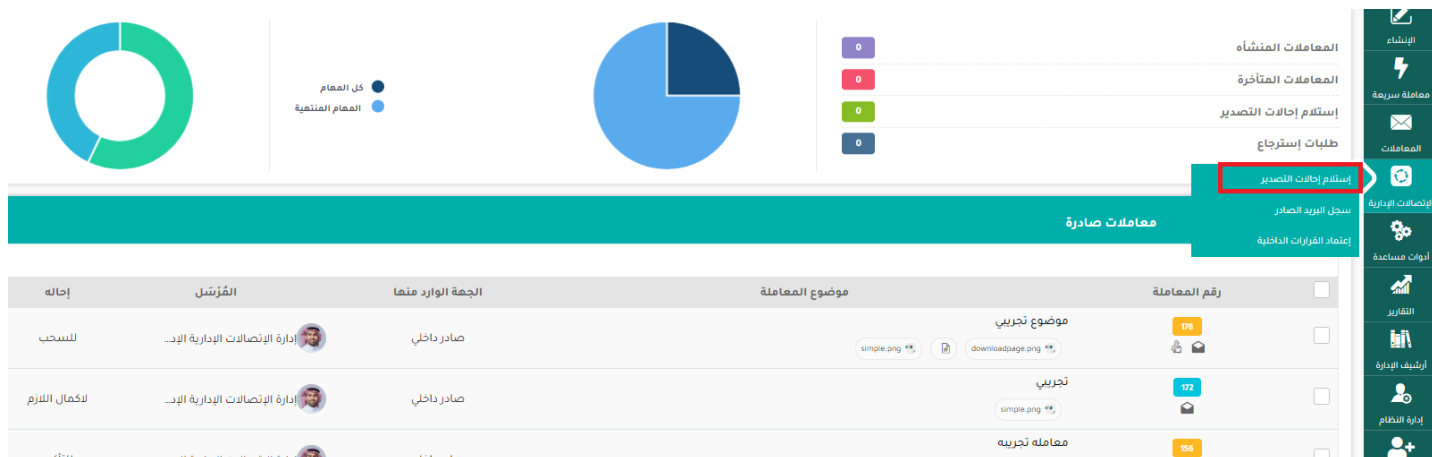 الإنشاء
معاملة سريعة
المعاملات
لإتصالات الإدارية
أدوات مساعدة
التقارير
أرشيف الإدارة
إدارة النظام
إستلام إحالات التصدير
سجل البريد الصادر
إعتماد القرارات الداخلية
المعاملات المنشأه 0
المعاملات المتأخرة 0
إستلام إحالات التصدير 0
طلبات إسترجاع 0
كل المهام
المهام المنتهية
معاملات صادرة
رقم المعاملة موضوع المعاملة الجهة الوارد منها المُرْسَل إحاله
176 موضوع تجريبي صادر داخلي إدارة الإتصالات الإدارية الإد... للسحب
downloadpage.png simple.png
172 تجريبي صادر داخلي إدارة الإتصالات الإدارية الإد... لاكمال اللازم
simple.png
156 معامله تجريبه